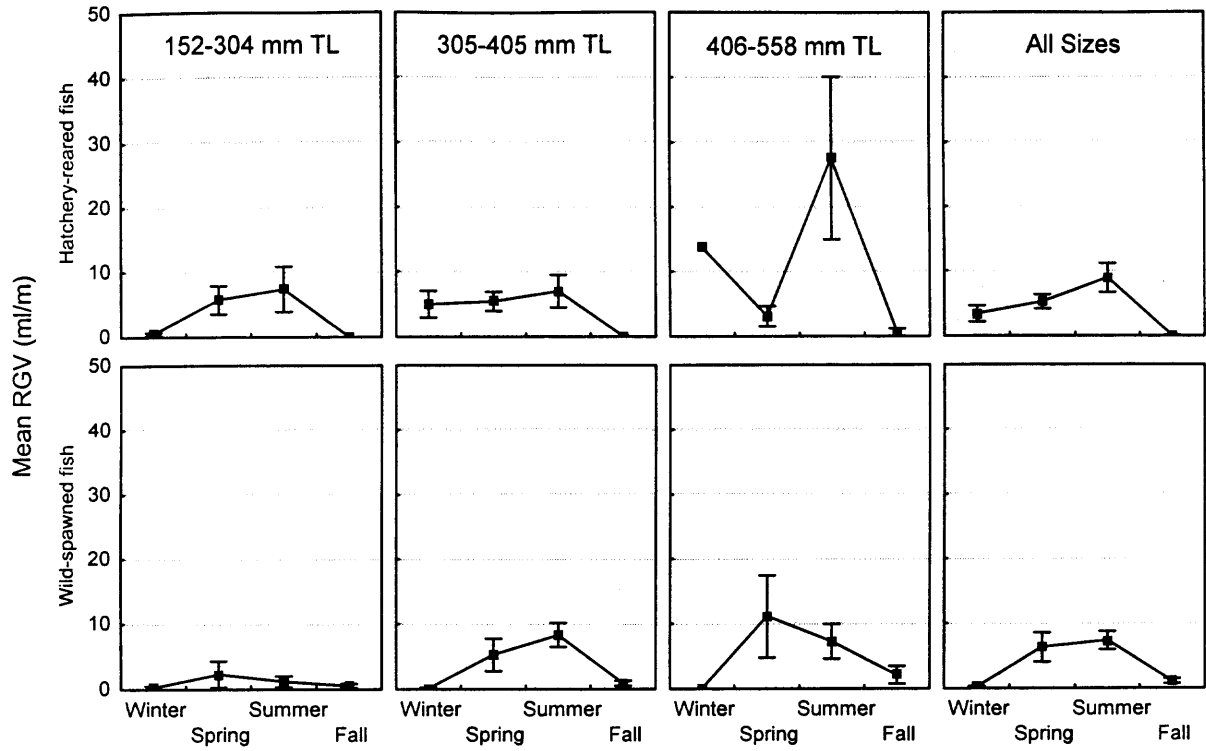 152-304 mm TL
305-405 mm TL
406-558 mm TL
All Sizes
Mean RGV (ml/m)
Hatchery-reared fish
50
40
30
20
10
0
Wild-spawned fish
50
40
30
20
10
0
Winter
Spring
Summer
Fall
Winter
Spring
Summer
Fall
Winter
Spring
Summer
Fall
Winter
Spring
Summer
Fall